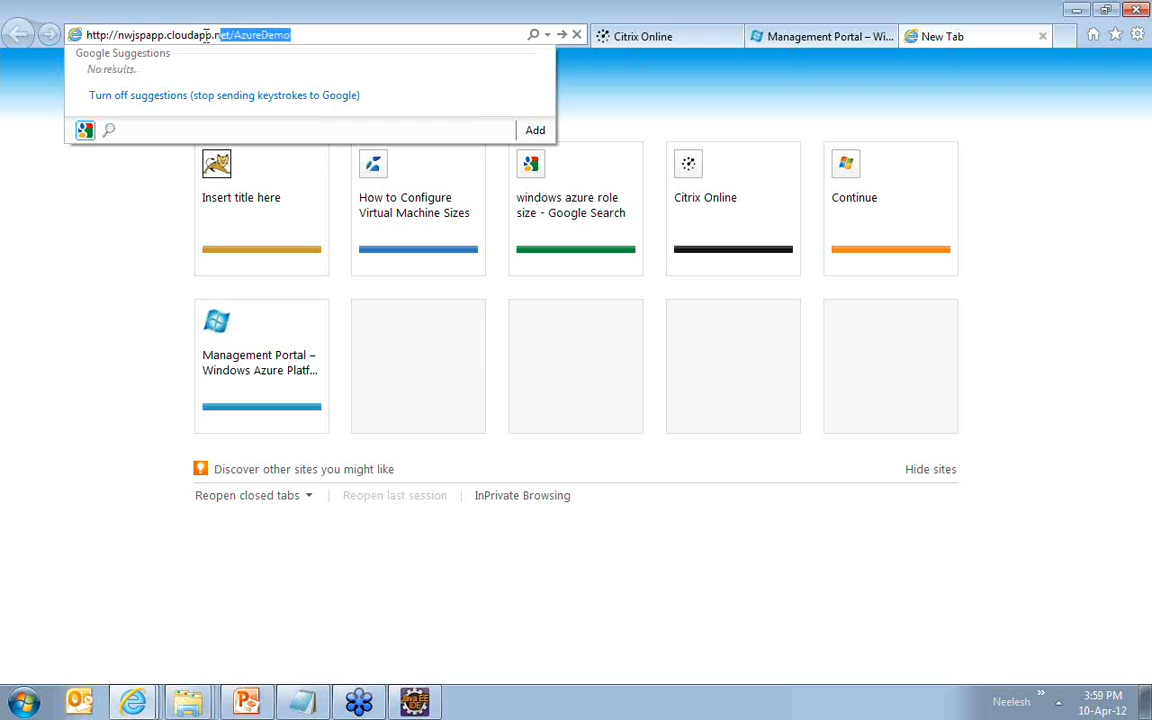 http://nwjspapp.cloudapp.net/AzureDemo
Citrix Online
Management Portal – Wi...
New Tab
Google Suggestions
No results.
Turn off suggestions (stop sending keystrokes to Google)
Add
Insert title here
How to Configure
Virtual Machine Sizes
windows azure role
size - Google Search
Citrix Online
Continue
Management Portal –
Windows Azure Platf...
Discover other sites you might like
Hide sites
Reopen closed tabs
Reopen last session
InPrivate Browsing
Java EE
IDE
Neelesh
3:59 PM
10-Apr-12